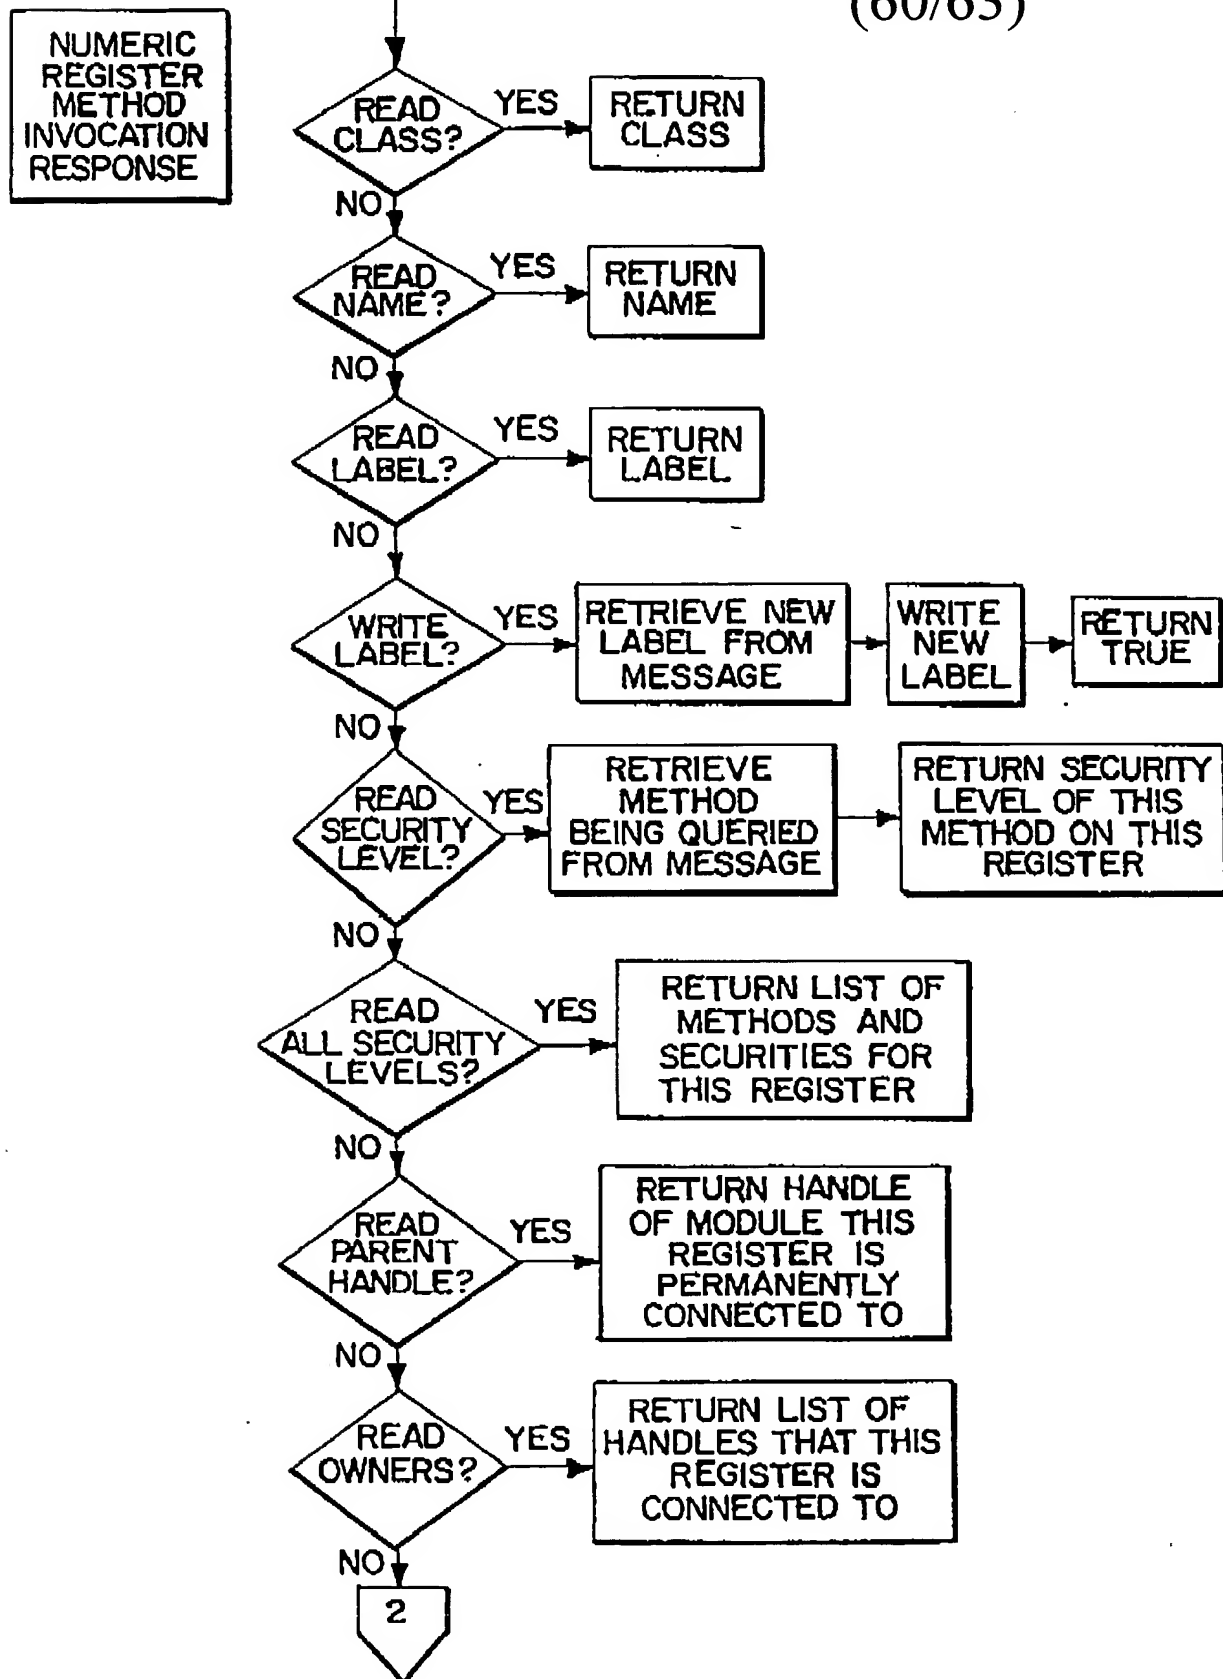 (60/63)
NUMERIC
REGISTER
METHOD
INVOCATION
RESPONSE
READ
CLASS?
YES
RETURN
CLASS
NO
READ
NAME?
YES
RETURN
NAME
NO
READ
LABEL?
YES
RETURN
LABEL
NO
WRITE
LABEL?
YES
RETRIEVE NEW
LABEL FROM
MESSAGE
WRITE
NEW
LABEL
RETURN
TRUE
NO
READ
SECURITY
LEVEL?
YES
RETRIEVE
METHOD
BEING QUERIED
FROM MESSAGE
RETURN SECURITY
LEVEL OF THIS
METHOD ON THIS
REGISTER
NO
READ
ALL SECURITY
LEVELS?
YES
RETURN LIST OF
METHODS AND
SECURITIES FOR
THIS REGISTER
NO
READ
PARENT
HANDLE?
YES
RETURN HANDLE
OF MODULE THIS
REGISTER IS
PERMANENTLY
CONNECTED TO
NO
READ
OWNERS?
YES
RETURN LIST OF
HANDLES THAT THIS
REGISTER IS
CONNECTED TO
NO
2